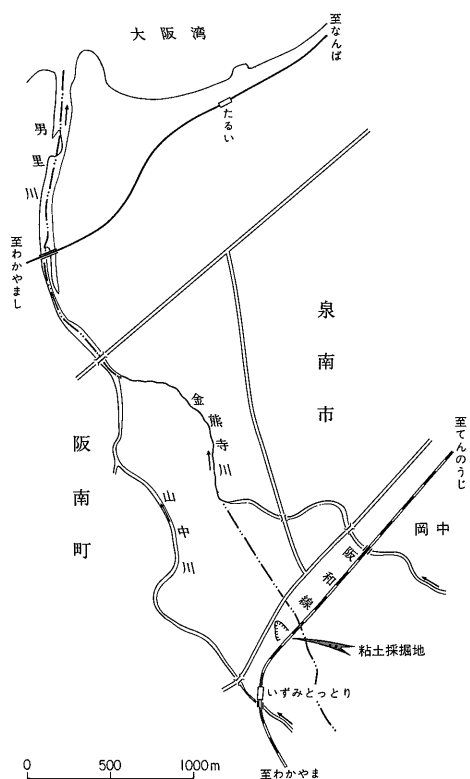 大阪湾
至なんば
たるい
男里川
至わかやまし
泉南市
金熊寺川
阪南町
山中川
至てんのうじ
岡中
阪和線
粘土採掘地
いずみとっとり
至わかやま
0 500 1000m